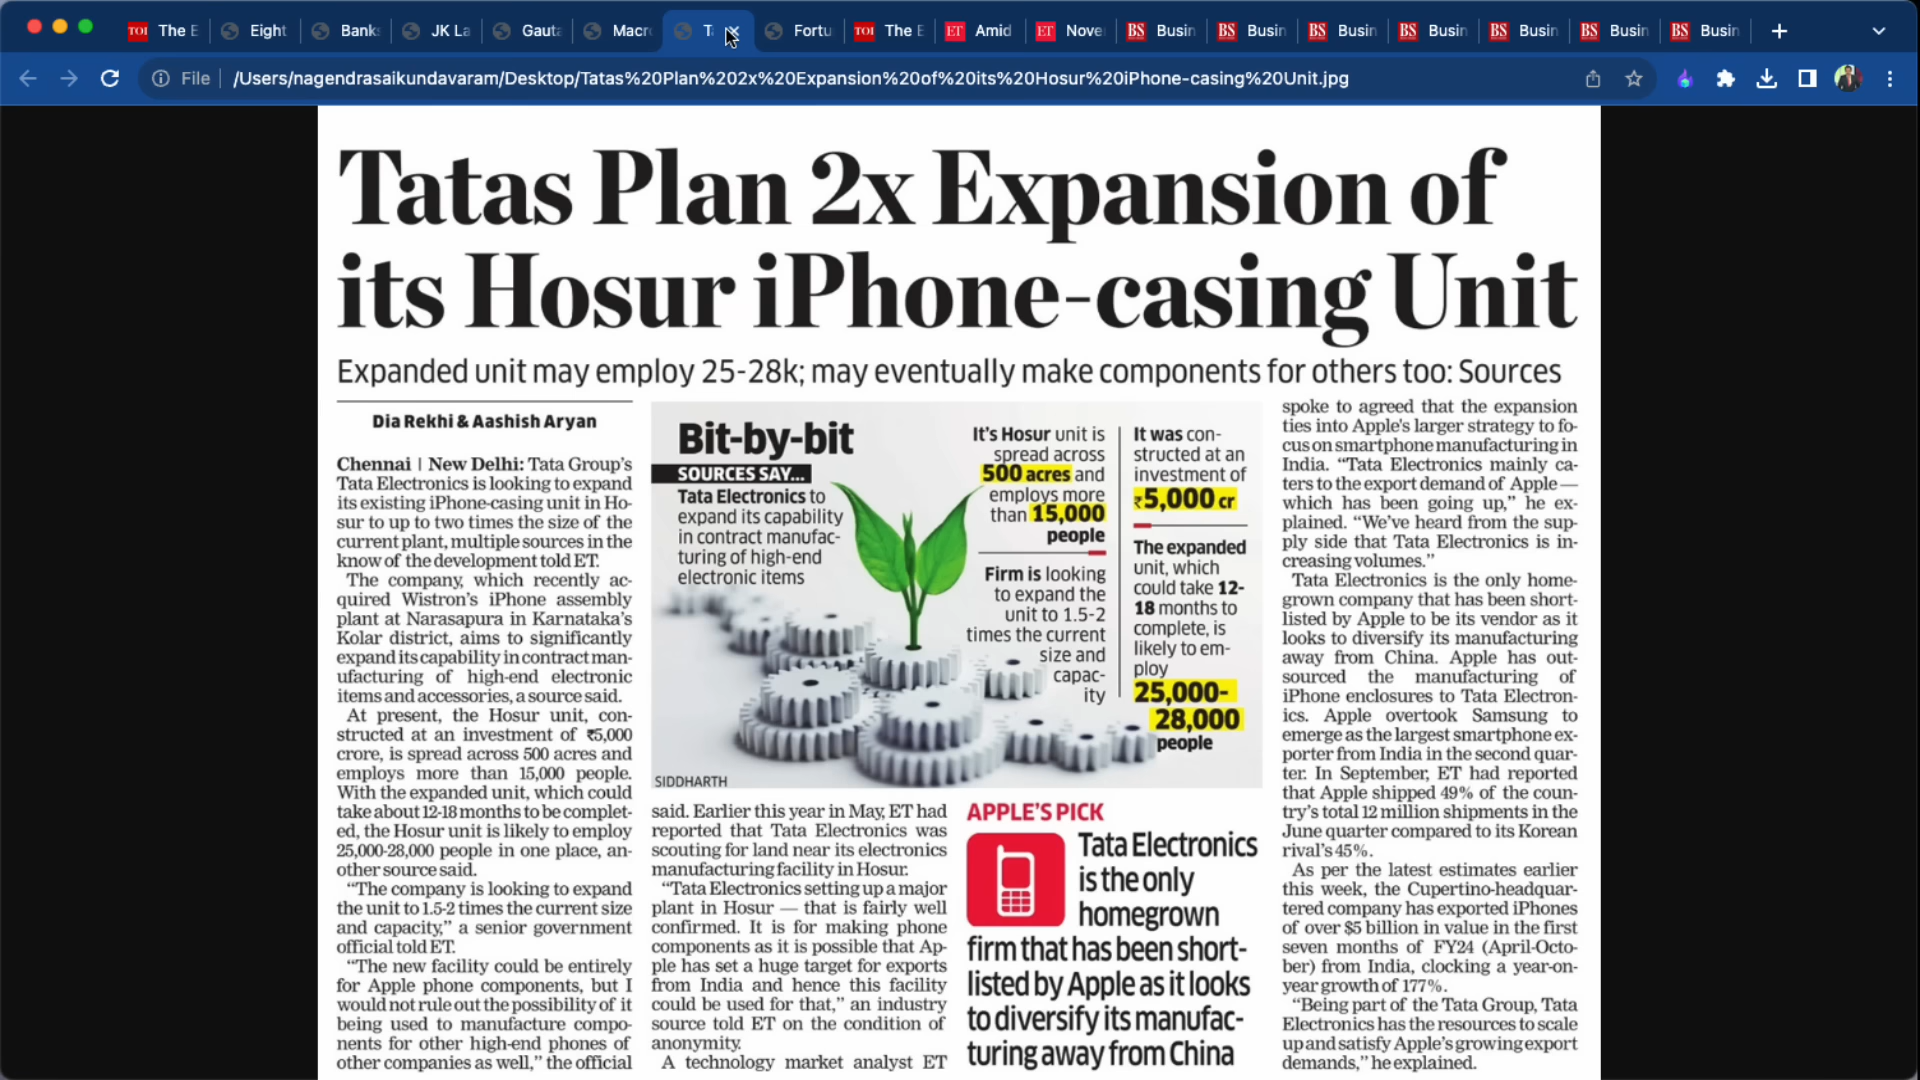 The E
Eight
Bank
JK La
Gauta
Macr
Ta
Fortu
The E
Amid
Nove
Busin
Busin
Busin
Busin
Busin
Busin
Busin
File
/Users/nagendrasaikundavaram/Desktop/Tatas%20Plan%202x%20Expansion%20of%20its%20Hosur%20iPhone-casing%20Unit.jpg
Tatas Plan 2x Expansion of
its Hosur iPhone-casing Unit
Expanded unit may employ 25-28k; may eventually make components for others too: Sources
Dia Rekhi & Aashish Aryan
Chennai | New Delhi: Tata Group's
Tata Electronics is looking to expand
its existing iPhone-casing unit in Ho-
sur to up to two times the size of the
current plant, multiple sources in the
know of the development told ET.
The company, which recently ac-
quired Wistron's iPhone assembly
plant at Narasapura in Karnataka's
Kolar district, aims to significantly
expand its capability in contract man-
ufacturing of high-end electronic
items and accessories, a source said.
At present, the Hosur unit, con-
structed at an investment of ₹5,000
crore, is spread across 500 acres and
employs more than 15,000 people.
With the expanded unit, which could
take about 12-18 months to be complet-
ed, the Hosur unit is likely to employ
25,000-28,000 people in one place, an-
other source said.
"The company is looking to expand
the unit to 1.5-2 times the current size
and capacity," a senior government
official told ET.
"The new facility could be entirely
for Apple phone components, but I
would not rule out the possibility of it
being used to manufacture compo-
nents for other high-end phones of
other companies as well," the official
Bit-by-bit
SOURCES SAY...
Tata Electronics to
expand its capability
in contract manufac-
turing of high-end
electronic items
It's Hosur unit is
spread across
500 acres and
employs more
than 15,000
people
Firm is looking
to expand the
unit to 1.5-2
times the current
size and
capac-
ity
It was con-
structed at an
investment of
₹5,000 cr
The expanded
unit, which
could take 12-
18 months to
complete, is
likely to em-
ploy
25,000-
28,000
people
SIDDHARTH
said. Earlier this year in May, ET had
reported that Tata Electronics was
scouting for land near its electronics
manufacturing facility in Hosur.
"Tata Electronics setting up a major
plant in Hosur — that is fairly well
confirmed. It is for making phone
components as it is possible that Ap-
ple has set a huge target for exports
from India and hence this facility
could be used for that," an industry
source told ET on the condition of
anonymity.
A technology market analyst ET
APPLE'S PICK
Tata Electronics
is the only
homegrown
firm that has been short-
listed by Apple as it looks
to diversify its manufac-
turing away from China
spoke to agreed that the expansion
ties into Apple's larger strategy to fo-
cus on smartphone manufacturing in
India. "Tata Electronics mainly ca-
ters to the export demand of Apple —
which has been going up," he ex-
plained. "We've heard from the sup-
ply side that Tata Electronics is in-
creasing volumes."
Tata Electronics is the only home-
grown company that has been short-
listed by Apple to be its vendor as it
looks to diversify its manufacturing
away from China. Apple has out-
sourced the manufacturing of
iPhone enclosures to Tata Electron-
ics. Apple overtook Samsung to
emerge as the largest smartphone ex-
porter from India in the second quar-
ter. In September, ET had reported
that Apple shipped 49% of the coun-
try's total 12 million shipments in the
June quarter compared to its Korean
rival's 45%.
As per the latest estimates earlier
this week, the Cupertino-headquar-
tered company has exported iPhones
of over $5 billion in value in the first
seven months of FY24 (April-Octo-
ber) from India, clocking a year-on-
year growth of 177%.
"Being part of the Tata Group, Tata
Electronics has the resources to scale
up and satisfy Apple's growing export
demands," he explained.